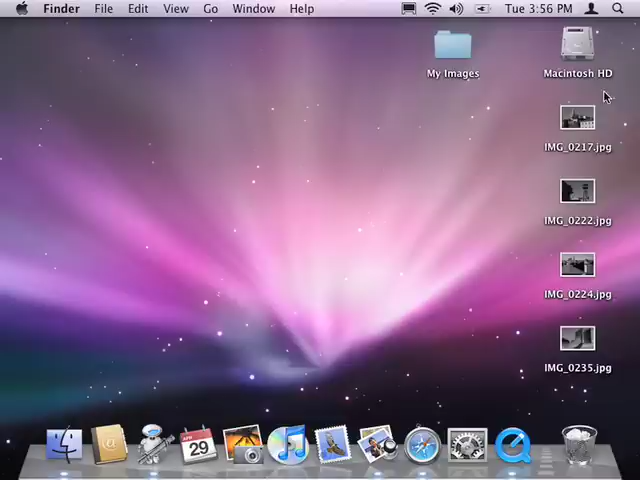 Finder File Edit View Go Window Help Tue 3:56 PM
My Images
Macintosh HD
IMG_0217.jpg
IMG_0222.jpg
IMG_0224.jpg
IMG_0235.jpg
APR
29
@